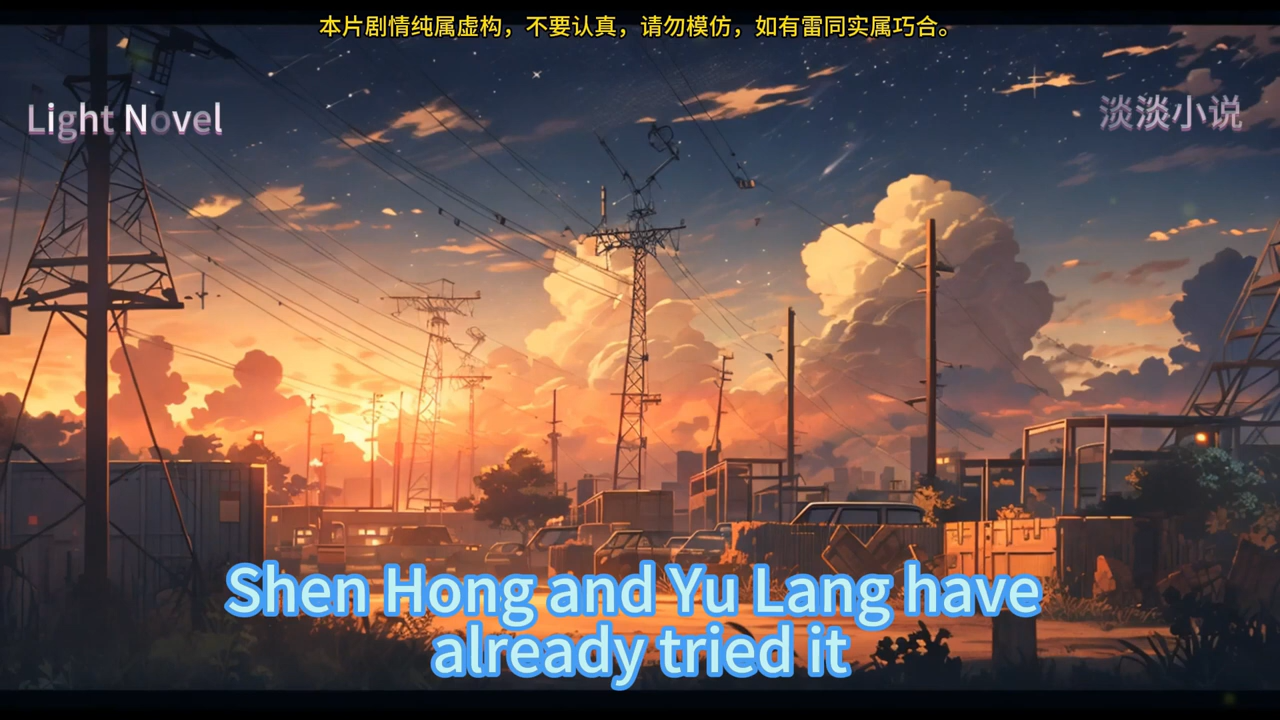 本片剧情纯属虚构，不要认真，请勿模仿，如有雷同实属巧合。
Light Novel
淡淡小说
Shen Hong and Yu Lang have
already tried it